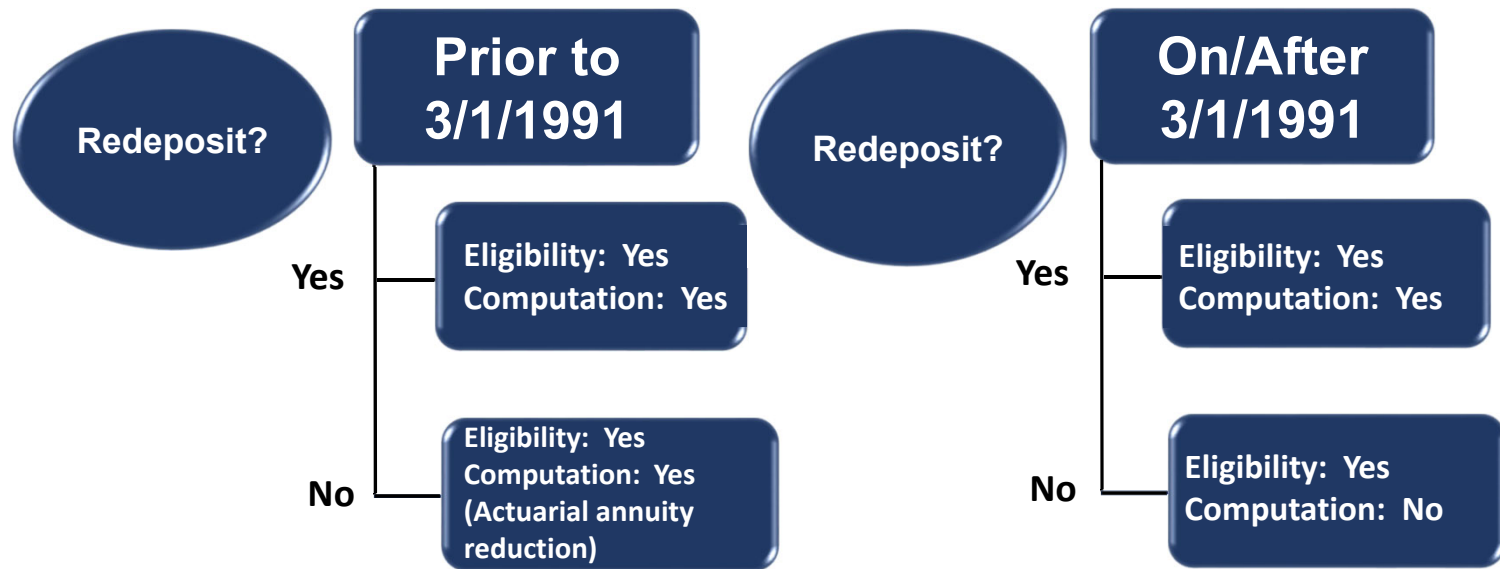 Redeposit?
Prior to
3/1/1991
Yes
Eligibility:  Yes
Computation:  Yes
No
Eligibility:  Yes
Computation:  Yes
(Actuarial annuity
reduction)
Redeposit?
On/After
3/1/1991
Yes
Eligibility:  Yes
Computation:  Yes
No
Eligibility:  Yes
Computation:  No